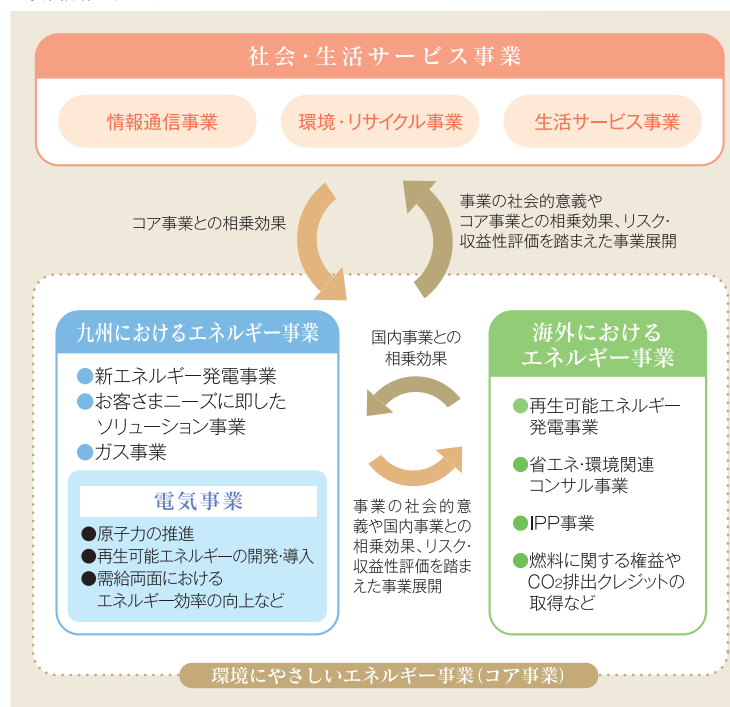 社会・生活サービス事業
情報通信事業
環境・リサイクル事業
生活サービス事業
コア事業との相乗効果
事業の社会的意義や
コア事業との相乗効果、リスク・
収益性評価を踏まえた事業展開
九州におけるエネルギー事業
●新エネルギー発電事業
●お客さまニーズに即した
ソリューション事業
●ガス事業
電気事業
●原子力の推進
●再生可能エネルギーの開発・導入
●需給両面における
エネルギー効率の向上など
国内事業との
相乗効果
事業の社会的意
義や国内事業との
相乗効果、リスク・
収益性評価を踏ま
えた事業展開
海外における
エネルギー事業
●再生可能エネルギー
発電事業
●省エネ・環境関連
コンサル事業
●IPP事業
●燃料に関する権益や
CO2排出クレジットの
取得など
環境にやさしいエネルギー事業(コア事業)